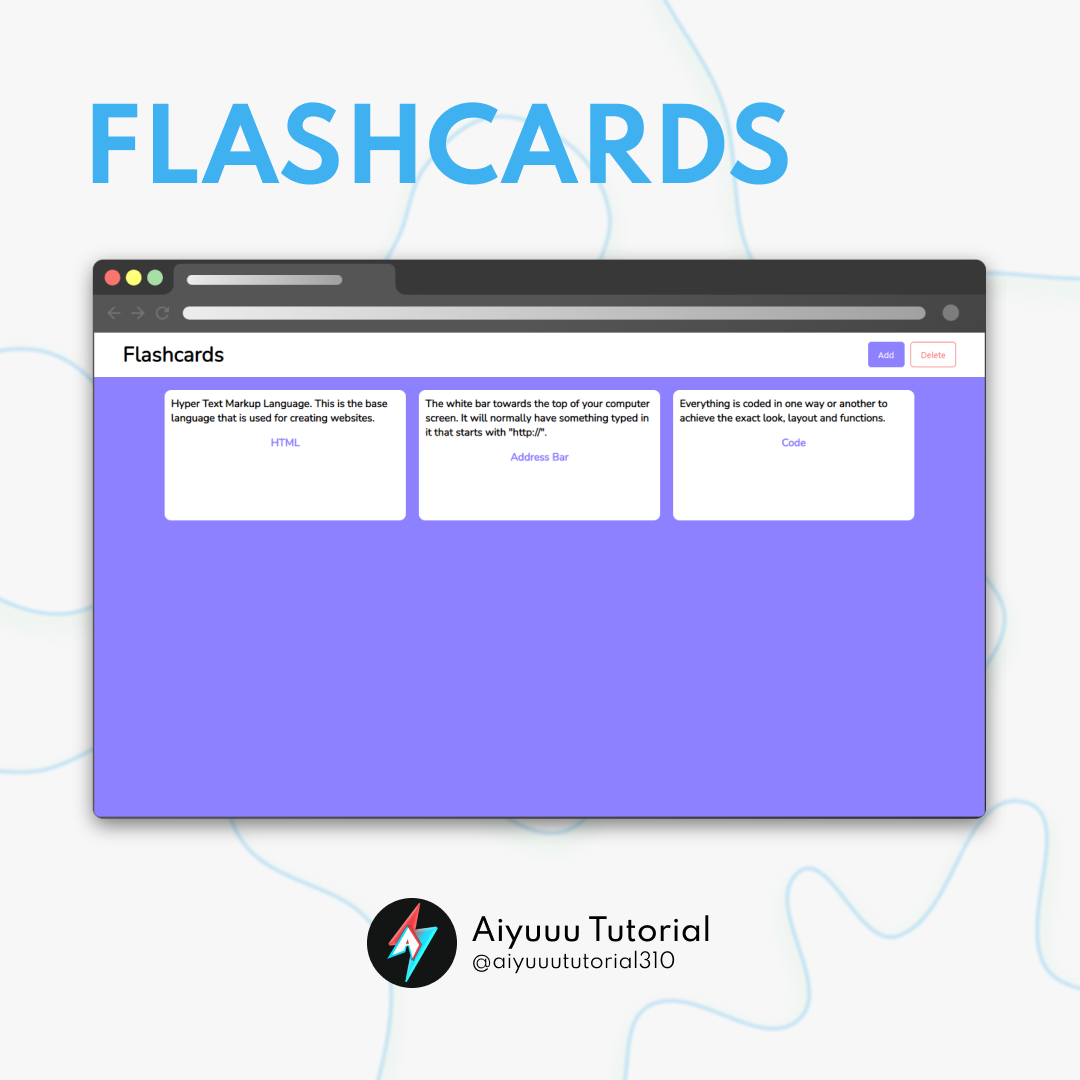 FLASHCARDS
Flashcards
Add
Delete
Hyper Text Markup Language. This is the base
language that is used for creating websites.
HTML
The white bar towards the top of your computer
screen. It will normally have something typed in
it that starts with "http://".
Address Bar
Everything is coded in one way or another to
achieve the exact look, layout and functions.
Code
Aiyuuu Tutorial
@aiyuuututorial310